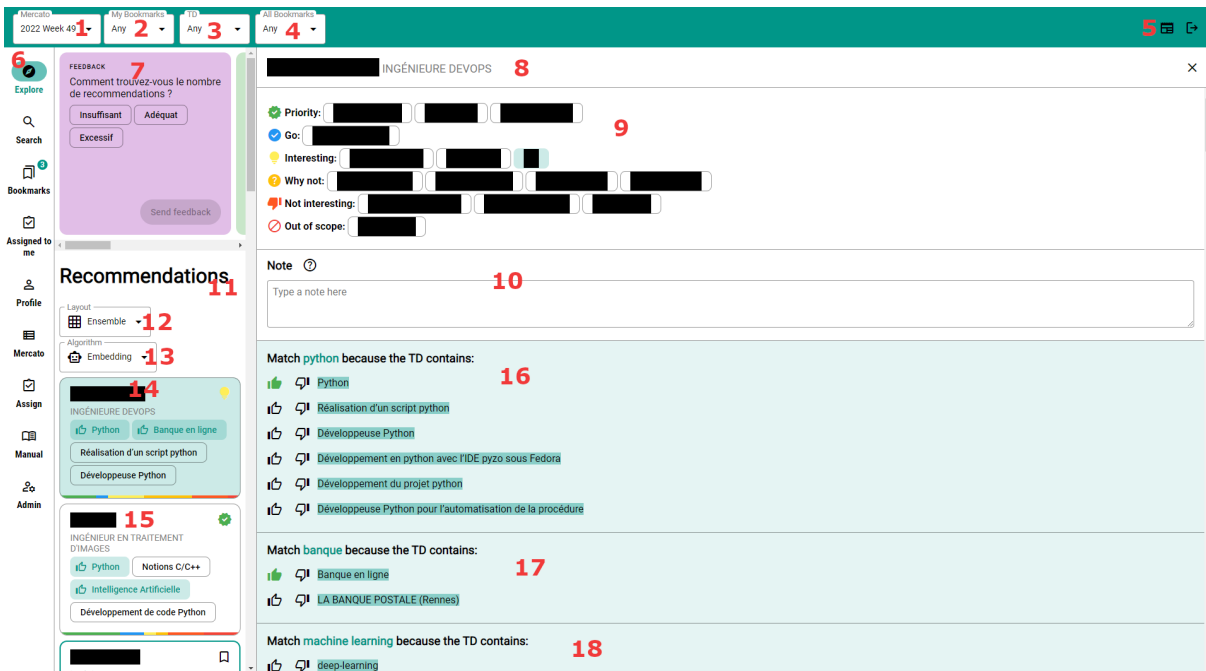 Mercato
2022 Week 49 1
My Bookmarks
Any 2
TD
Any 3
All Bookmarks
Any 4
5
6
Explore
Search
3
Bookmarks
Assigned to
me
Profile
Mercato
Assign
Manual
Admin
FEEDBACK
7
Comment trouvez-vous le nombre
de recommendations ?
Insuffisant Adéquat
Excessif
Send feedback
Recommendations
11
Layout
Ensemble 12
Algorithm
Embedding 13
14
INGÉNIEURE DEVOPS
Python Banque en ligne
Réalisation d'un script python
Développeuse Python
15
INGÉNIEUR EN TRAITEMENT
D'IMAGES
Python Notions C/C++
Intelligence Artificielle
Développement de code Python
INGÉNIEURE DEVOPS 8
Priority:
9
Go:
Interesting:
Why not:
Not interesting:
Out of scope:
Note ?
10
Type a note here
Match python because the TD contains:
16
Python
Réalisation d'un script python
Développeuse Python
Développement en python avec l'IDE pyzo sous Fedora
Développement du projet python
Développeuse Python pour l'automatisation de la procédure
Match banque because the TD contains:
17
Banque en ligne
LA BANQUE POSTALE (Rennes)
Match machine learning because the TD contains:
18
deep-learning